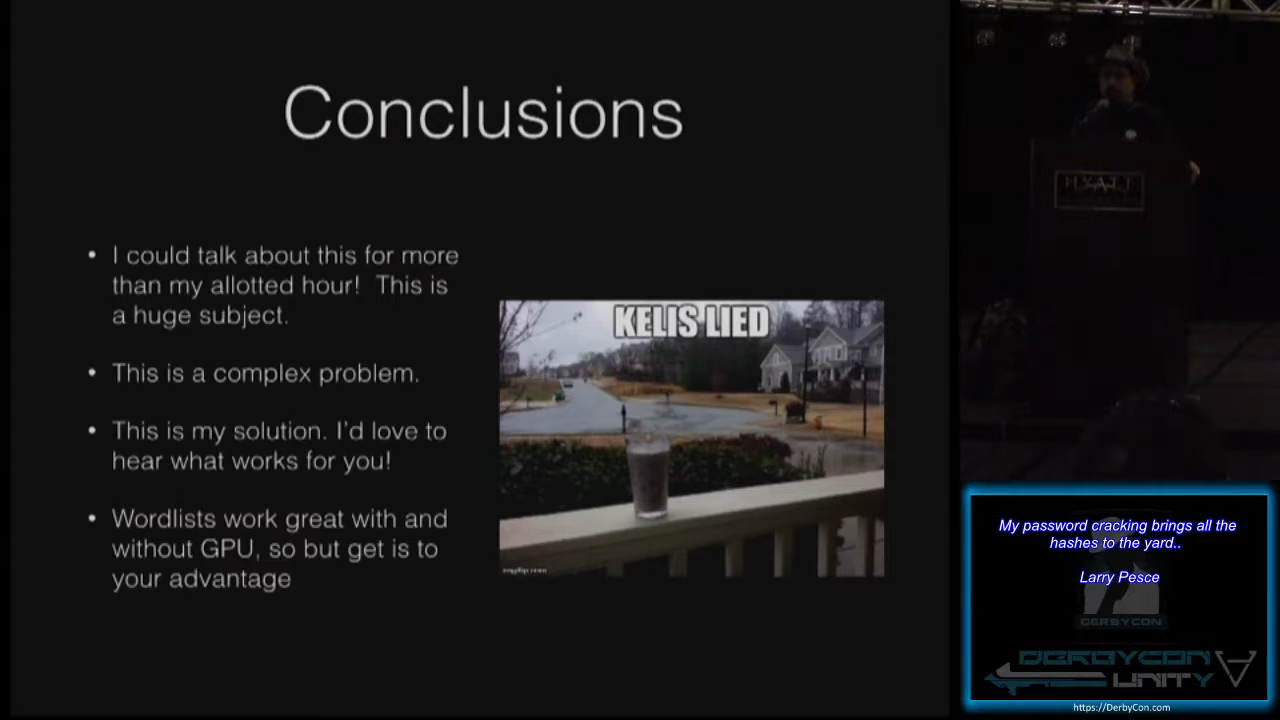 Conclusions
• I could talk about this for more
than my allotted hour!  This is
a huge subject.
• This is a complex problem.
• This is my solution. I'd love to
hear what works for you!
• Wordlists work great with and
without GPU, so but get is to
your advantage
KELIS LIED
imgflip.com
HYATT
My password cracking brings all the
hashes to the yard..
Larry Pesce
DERBYCON
DERBYCON
UNITY
https://DerbyCon.com